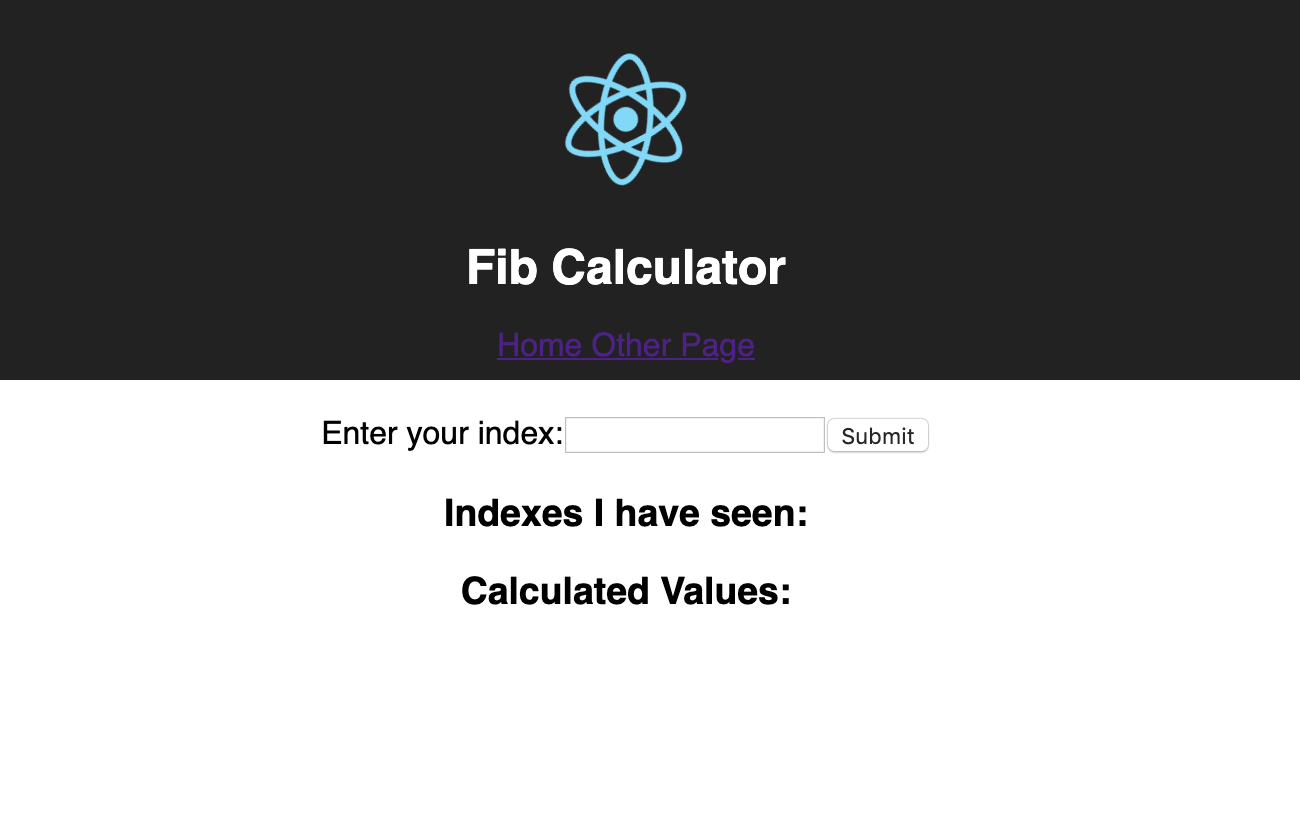 Fib Calculator
Home Other Page
Enter your index: Submit
Indexes I have seen:
Calculated Values: